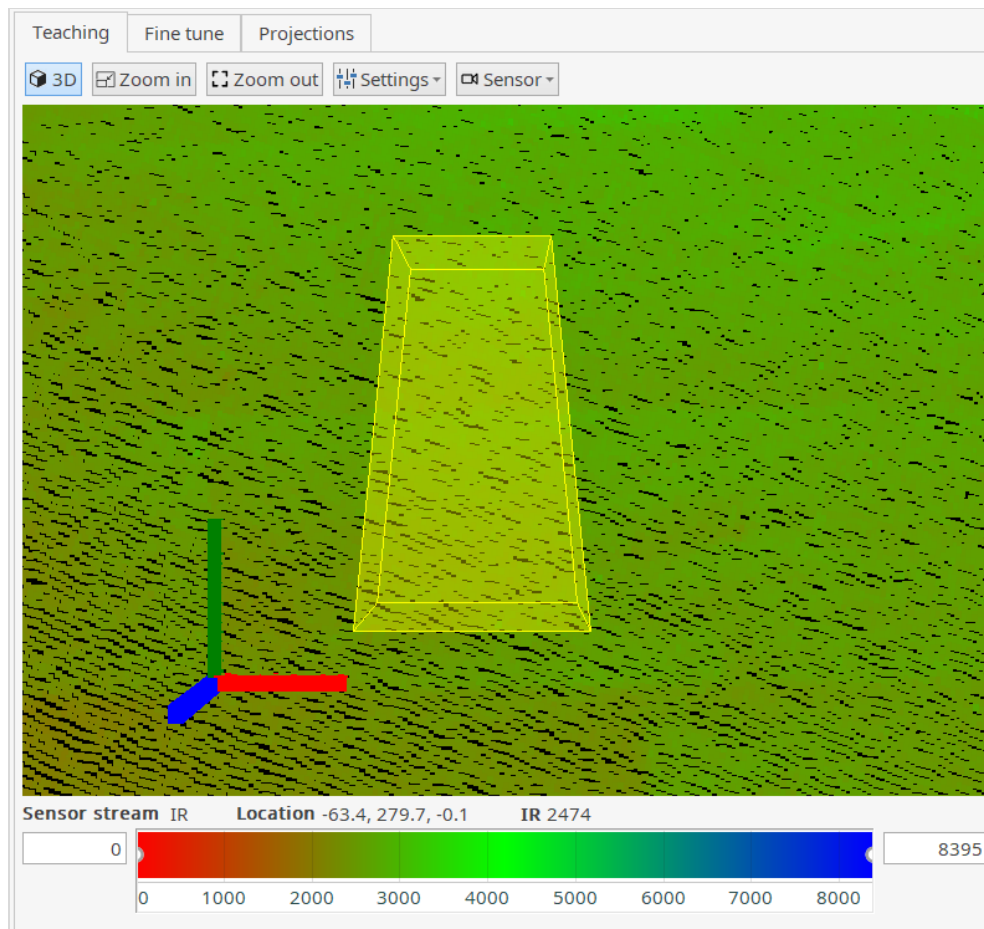 Teaching Fine tune Projections
3D Zoom in Zoom out Settings Sensor
Sensor stream IR Location -63.4, 279.7, -0.1 IR 2474
0 8395
0 1000 2000 3000 4000 5000 6000 7000 8000